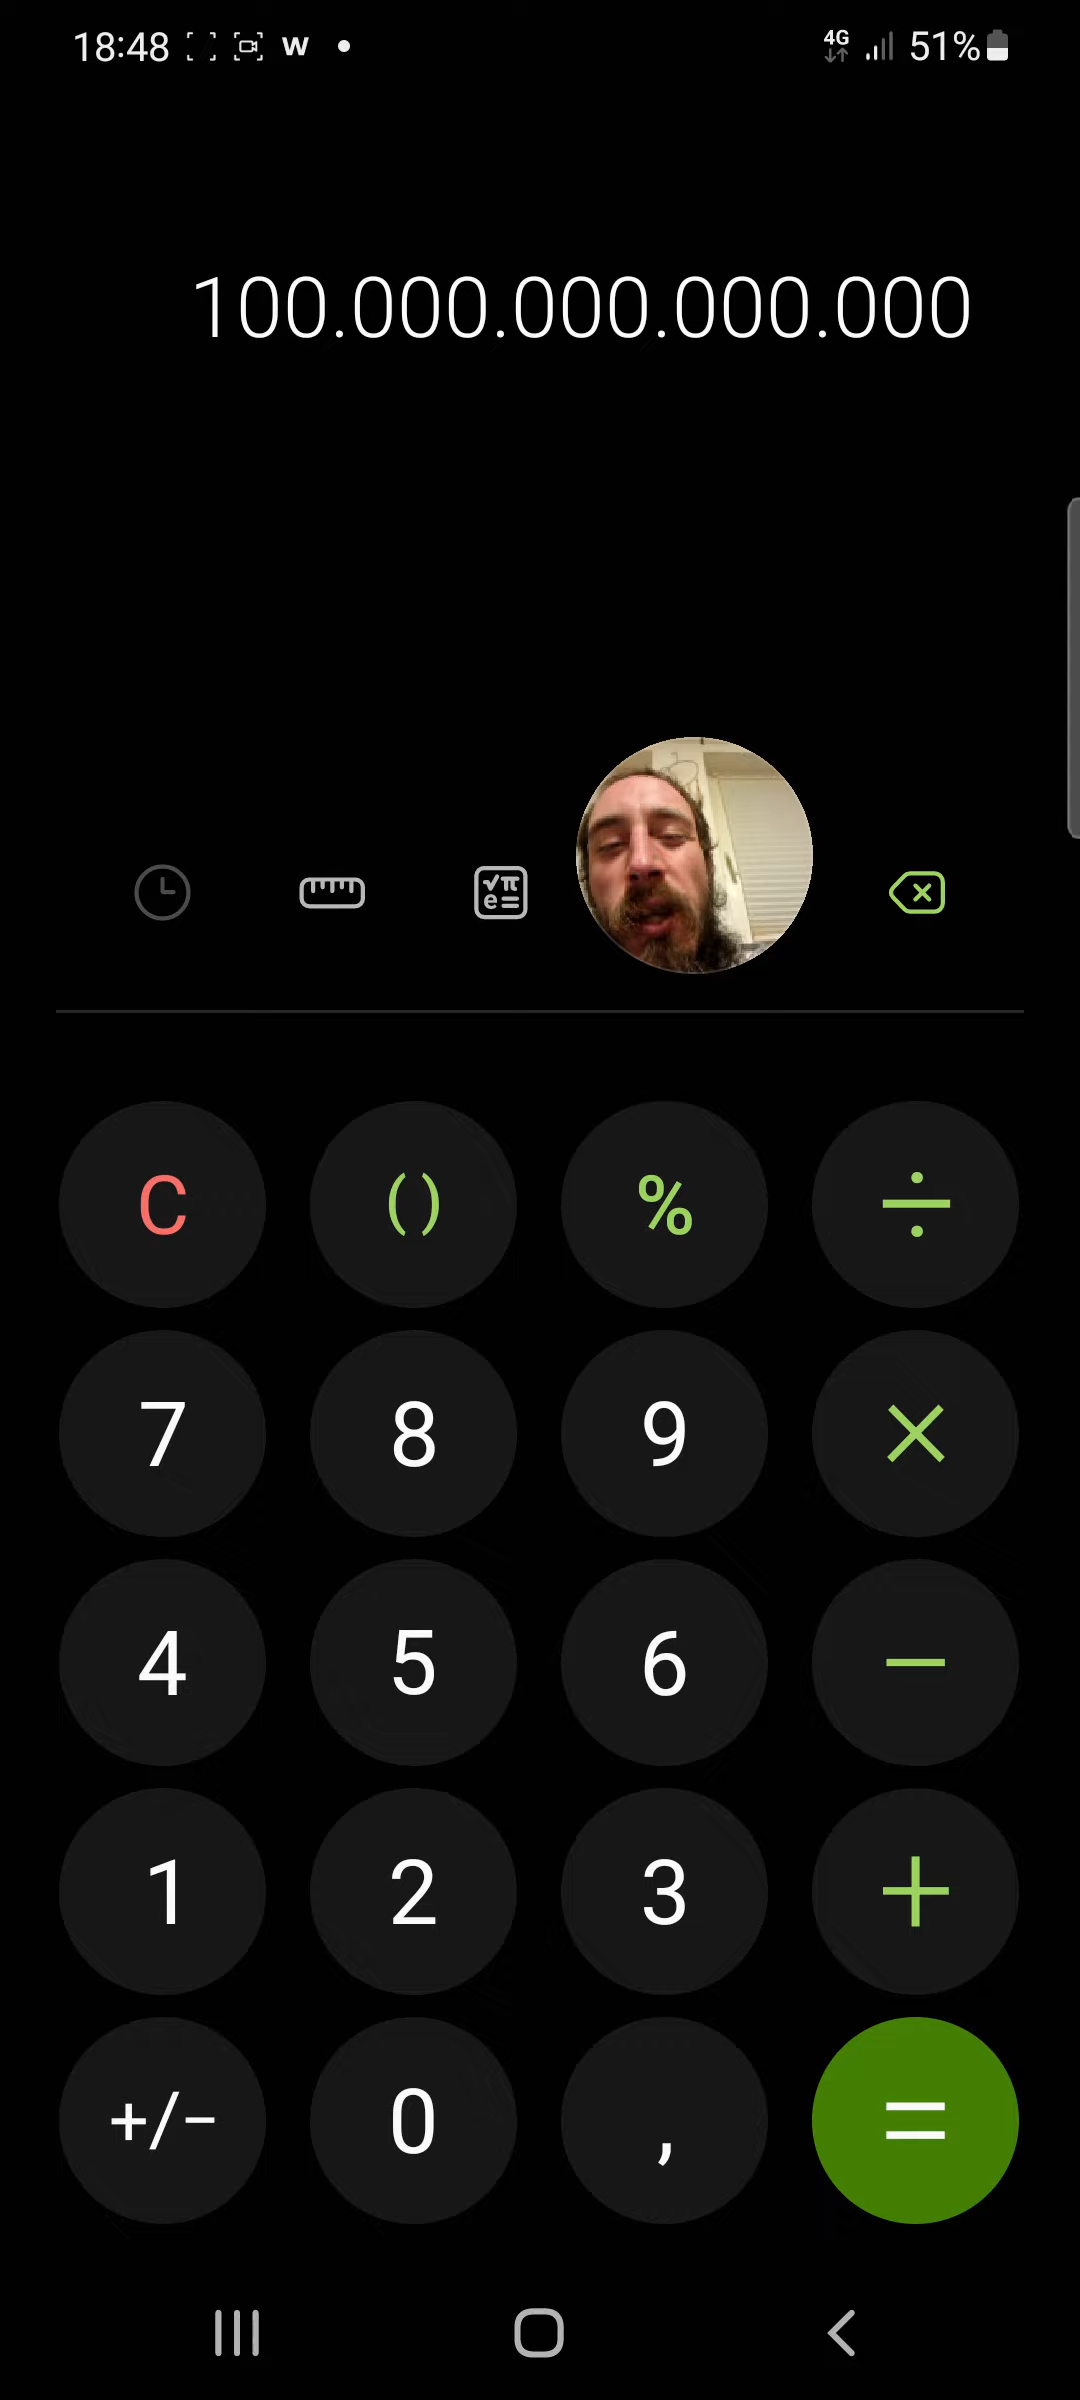 18:48 W 4G 51%
100.000.000.000.000
√π
e=
C () % ÷
7 8 9 ×
4 5 6 −
1 2 3 +
+/− 0 , =